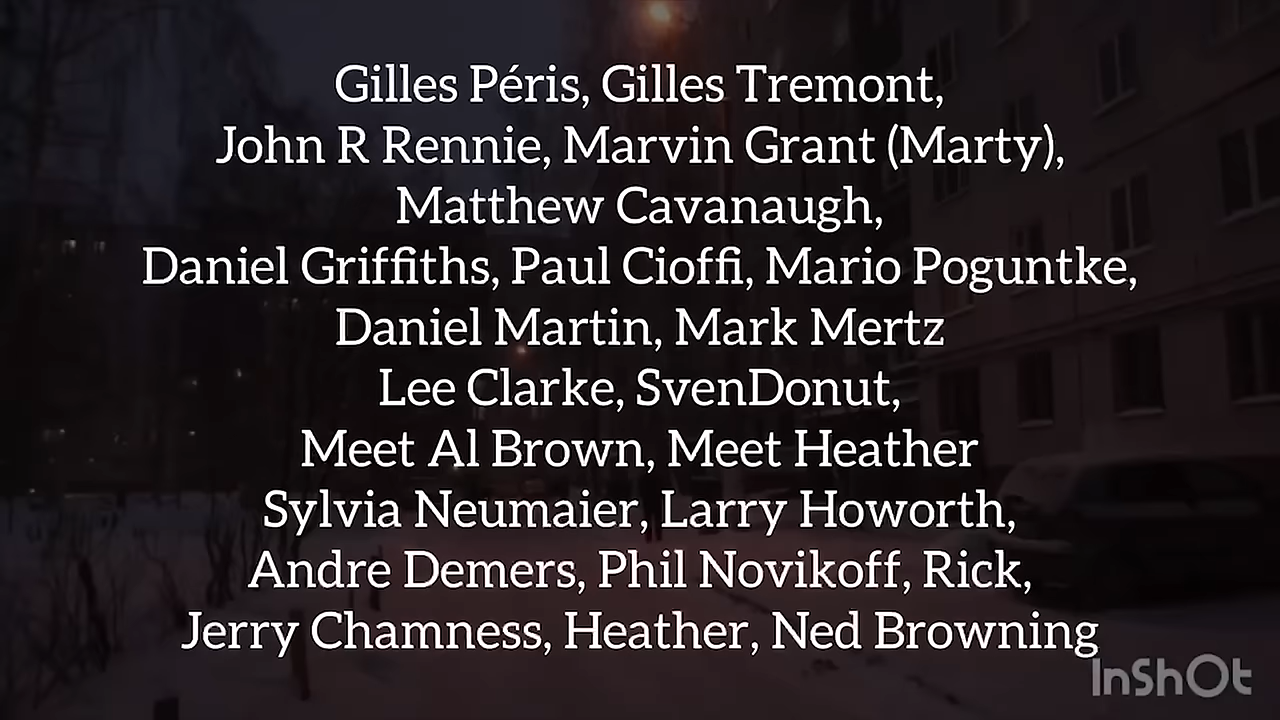 Gilles Péris, Gilles Tremont,
John R Rennie, Marvin Grant (Marty),
Matthew Cavanaugh,
Daniel Griffiths, Paul Cioffi, Mario Poguntke,
Daniel Martin, Mark Mertz
Lee Clarke, SvenDonut,
Meet Al Brown, Meet Heather
Sylvia Neumaier, Larry Howorth,
Andre Demers, Phil Novikoff, Rick,
Jerry Chamness, Heather, Ned Browning
InShOt